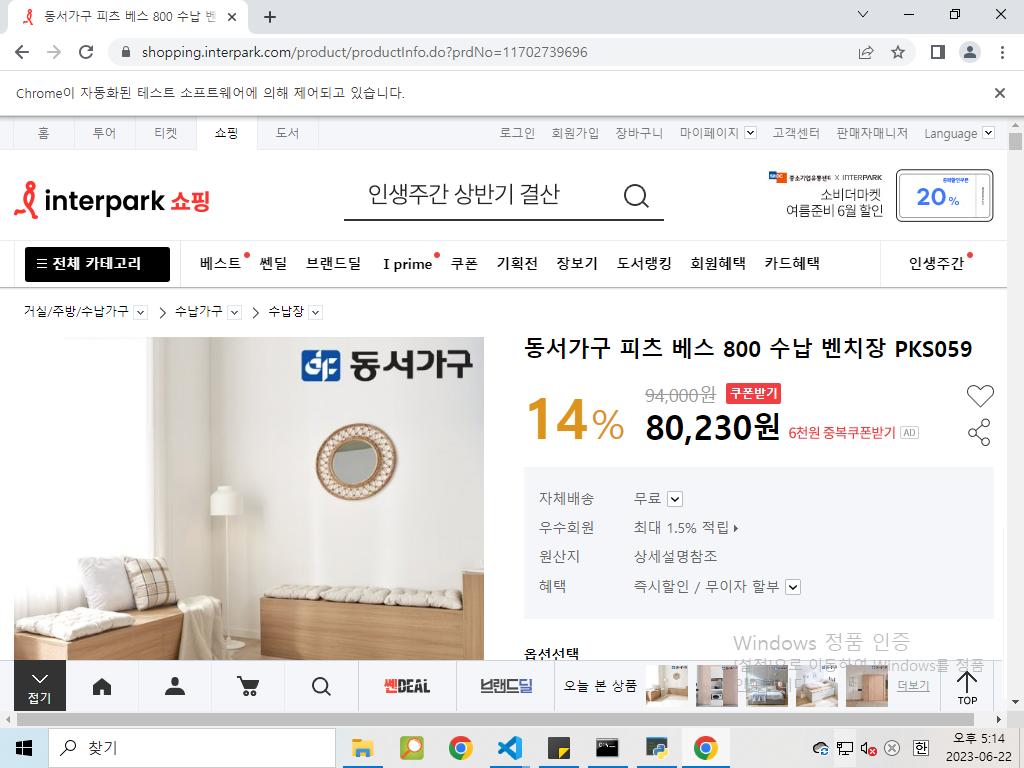 동서가구 피츠 베스 800 수납 벤
shopping.interpark.com/product/productInfo.do?prdNo=11702739696
Chrome이 자동화된 테스트 소프트웨어에 의해 제어되고 있습니다.
홈 투어 티켓 쇼핑 도서 로그인 회원가입 장바구니 마이페이지 고객센터 판매자매니저 Language
interpark 쇼핑
인생주간 상반기 결산
중소기업유통센터 X INTERPARK
소비더마켓
여름준비 6월 할인
20%
전체 카테고리 베스트 쎈딜 브랜드딜 I prime 쿠폰 기획전 장보기 도서랭킹 회원혜택 카드혜택 인생주간
거실/주방/수납가구 수납가구 수납장
동서가구
동서가구 피츠 베스 800 수납 벤치장 PKS059
94,000원 쿠폰받기
14% 80,230원 6천원 중복쿠폰받기 AD
자체배송 무료
우수회원 최대 1.5% 적립
원산지 상세설명참조
혜택 즉시할인 / 무이자 할부
옵션선택
Windows 정품 인증
[설정]으로 이동하여 Windows를 정품
접기
쎈DEAL
브랜드딜
오늘 본 상품
더보기
TOP
찾기
한
오후 5:14
2023-06-22